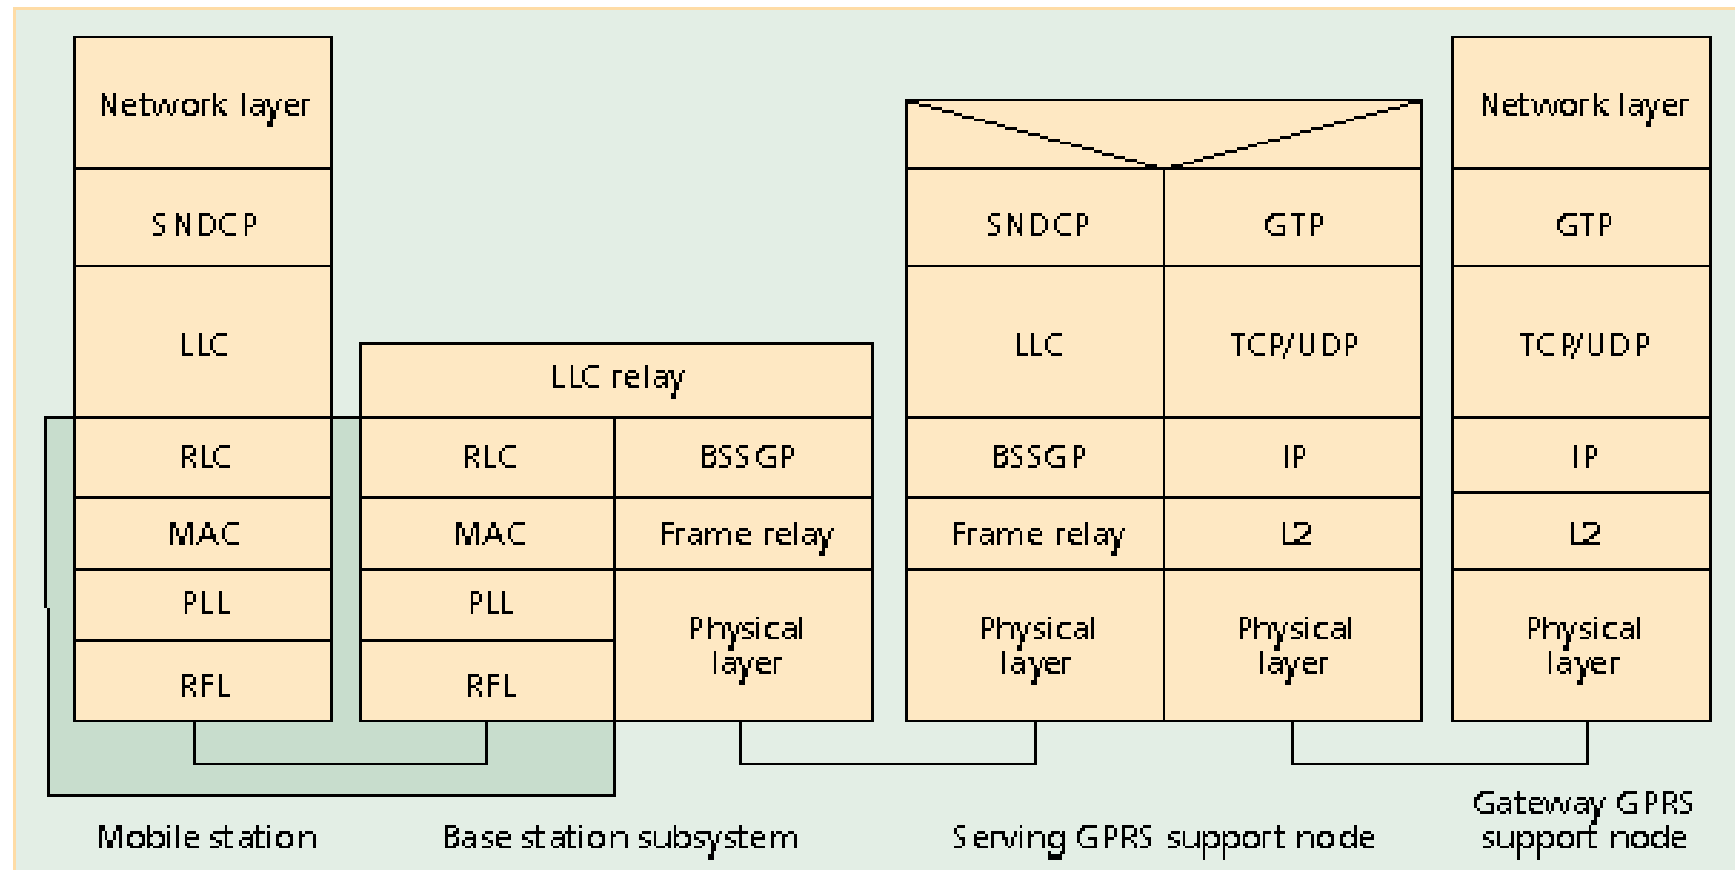 Network layer
SNDCP
LLC
RLC
MAC
PLL
RFL
Mobile station
LLC relay
RLC
MAC
PLL
RFL
BSSGP
Frame relay
Physical
layer
Base station subsystem
SNDCP
LLC
BSSGP
Frame relay
Physical
layer
GTP
TCP/UDP
IP
L2
Physical
layer
Serving GPRS support node
Network layer
GTP
TCP/UDP
IP
L2
Physical
layer
Gateway GPRS
support node